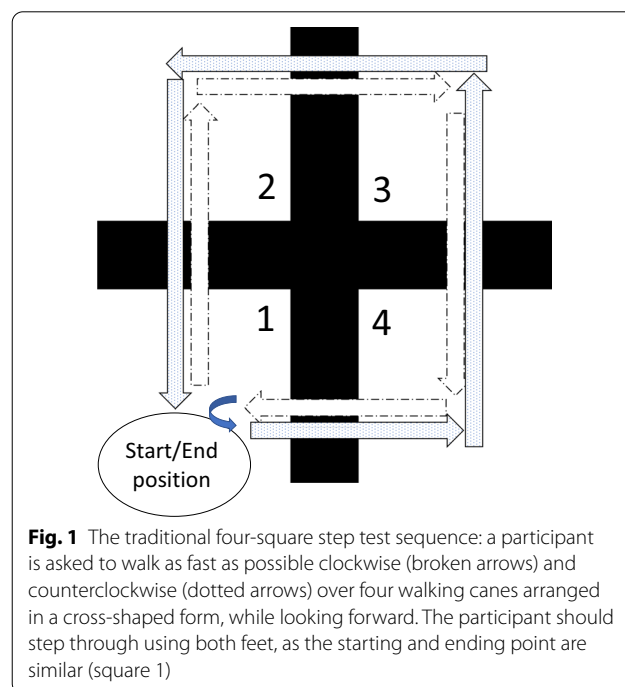 2 3
1 4
Start/End
position
Fig. 1 The traditional four-square step test sequence: a participant
is asked to walk as fast as possible clockwise (broken arrows) and
counterclockwise (dotted arrows) over four walking canes arranged
in a cross-shaped form, while looking forward. The participant should
step through using both feet, as the starting and ending point are
similar (square 1)